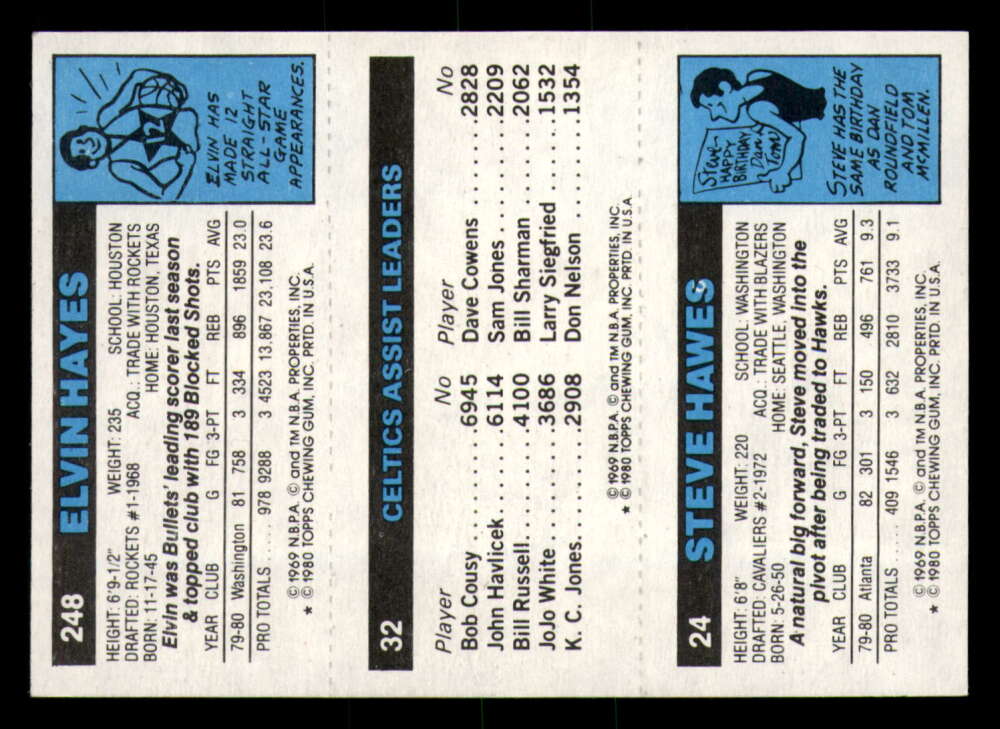 248 ELVIN HAYES
HEIGHT: 6'9-1/2" WEIGHT: 235 SCHOOL: HOUSTON
DRAFTED: ROCKETS #1-1968 ACQ.: TRADE WITH ROCKETS
BORN: 11-17-45 HOME: HOUSTON, TEXAS
Elvin was Bullets' leading scorer last season
& topped club with 189 Blocked Shots.
YEAR CLUB G FG 3-PT FT REB PTS AVG
79-80 Washington 81 758 3 334 896 1859 23.0
PRO TOTALS ..... 978 9288 3 4523 13,867 23,108 23.6
© 1969 N.B.P.A. © and TM N.B.A. PROPERTIES, INC.
★ © 1980 TOPPS CHEWING GUM, INC. PRTD. IN U.S.A.
12
ELVIN HAS
MADE 12
STRAIGHT
ALL-STAR
GAME
APPEARANCES.
32 CELTICS ASSIST LEADERS
Player No Player No
Bob Cousy.....6945 Dave Cowens.....2828
John Havlicek...6114 Sam Jones.....2209
Bill Russell.....4100 Bill Sharman.....2062
JoJo White.....3686 Larry Siegfried...1532
K. C. Jones.....2908 Don Nelson.....1354
© 1969 N.B.P.A. © and TM N.B.A. PROPERTIES, INC.
★ © 1980 TOPPS CHEWING GUM, INC. PRTD IN U.S.A.
24 STEVE HAWES
HEIGHT: 6'8" WEIGHT: 220 SCHOOL: WASHINGTON
DRAFTED: CAVALIERS #2-1972 ACQ.: TRADE WITH BLAZERS
BORN: 5-26-50 HOME: SEATTLE, WASHINGTON
A natural big forward, Steve moved into the
pivot after being traded to Hawks.
YEAR CLUB G FG 3-PT FT REB PTS AVG
79-80 Atlanta 82 301 3 150 496 761 9.3
PRO TOTALS ..... 409 1546 3 632 2810 3733 9.1
© 1969 N.B.P.A. © and TM N.B.A. PROPERTIES, INC.
★ © 1980 TOPPS CHEWING GUM, INC. PRTD. IN U.S.A.
Steve-
HAPPY
BIRTHDAY
Dan
Tom
STEVE HAS THE
SAME BIRTHDAY
AS DAN
ROUNDFIELD
AND TOM
MCMILLEN.